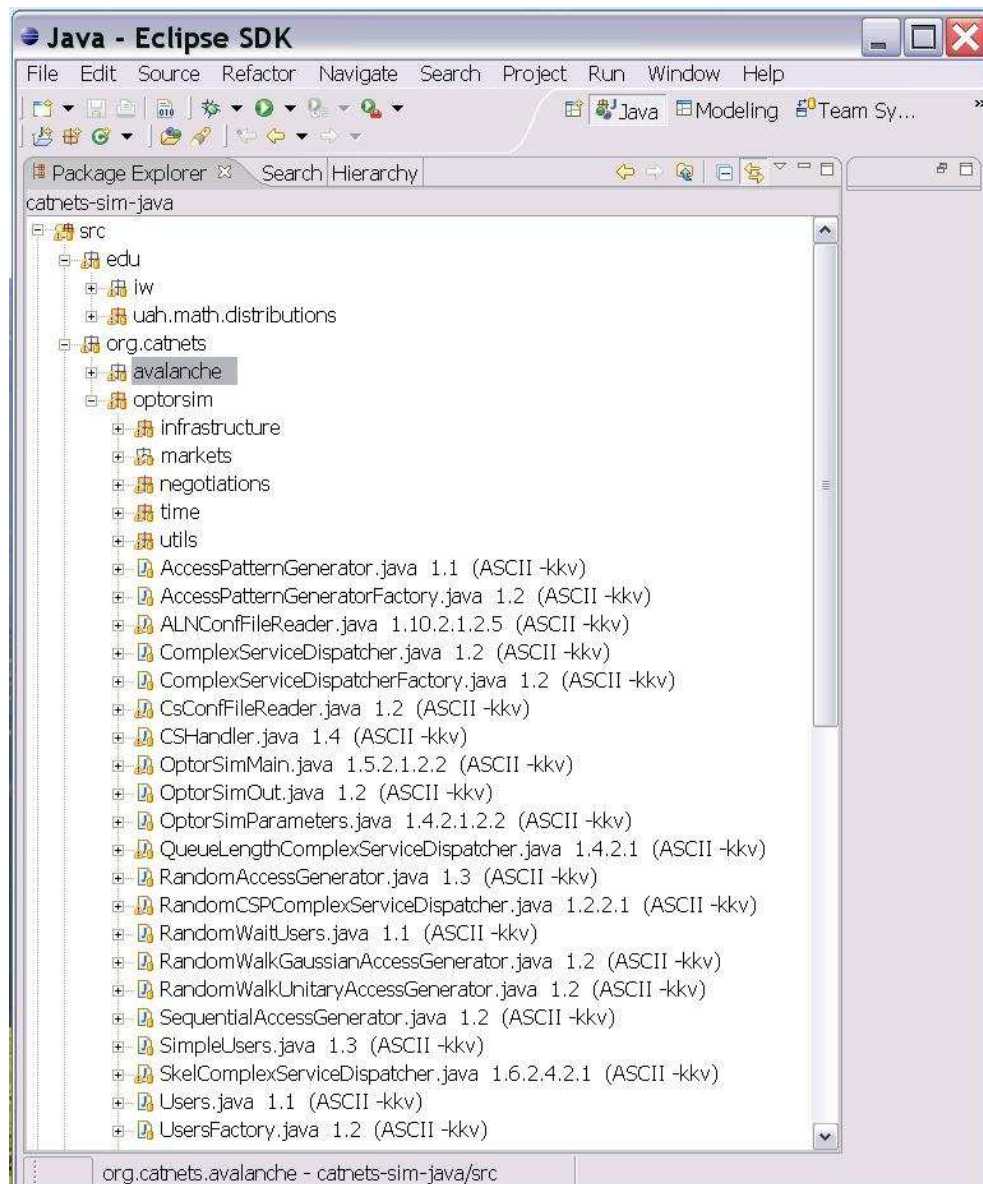 Java - Eclipse SDK
File Edit Source Refactor Navigate Search Project Run Window Help
Java Modeling Team Sy... »
Package Explorer Search Hierarchy
catnets-sim-java
src
edu
iw
uah.math.distributions
org.catnets
avalanche
optorsim
infrastructure
markets
negotiations
time
utils
AccessPatternGenerator.java 1.1 (ASCII -kkv)
AccessPatternGeneratorFactory.java 1.2 (ASCII -kkv)
ALNConfFileReader.java 1.10.2.1.2.5 (ASCII -kkv)
ComplexServiceDispatcher.java 1.2 (ASCII -kkv)
ComplexServiceDispatcherFactory.java 1.2 (ASCII -kkv)
CsConfFileReader.java 1.2 (ASCII -kkv)
CSHandler.java 1.4 (ASCII -kkv)
OptorSimMain.java 1.5.2.1.2.2 (ASCII -kkv)
OptorSimOut.java 1.2 (ASCII -kkv)
OptorSimParameters.java 1.4.2.1.2.2 (ASCII -kkv)
QueueLengthComplexServiceDispatcher.java 1.4.2.1 (ASCII -kkv)
RandomAccessGenerator.java 1.3 (ASCII -kkv)
RandomCSPComplexServiceDispatcher.java 1.2.2.1 (ASCII -kkv)
RandomWaitUsers.java 1.1 (ASCII -kkv)
RandomWalkGaussianAccessGenerator.java 1.2 (ASCII -kkv)
RandomWalkUnitaryAccessGenerator.java 1.2 (ASCII -kkv)
SequentialAccessGenerator.java 1.2 (ASCII -kkv)
SimpleUsers.java 1.3 (ASCII -kkv)
SkelComplexServiceDispatcher.java 1.6.2.4.2.1 (ASCII -kkv)
Users.java 1.1 (ASCII -kkv)
UsersFactory.java 1.2 (ASCII -kkv)
org.catnets.avalanche - catnets-sim-java/src